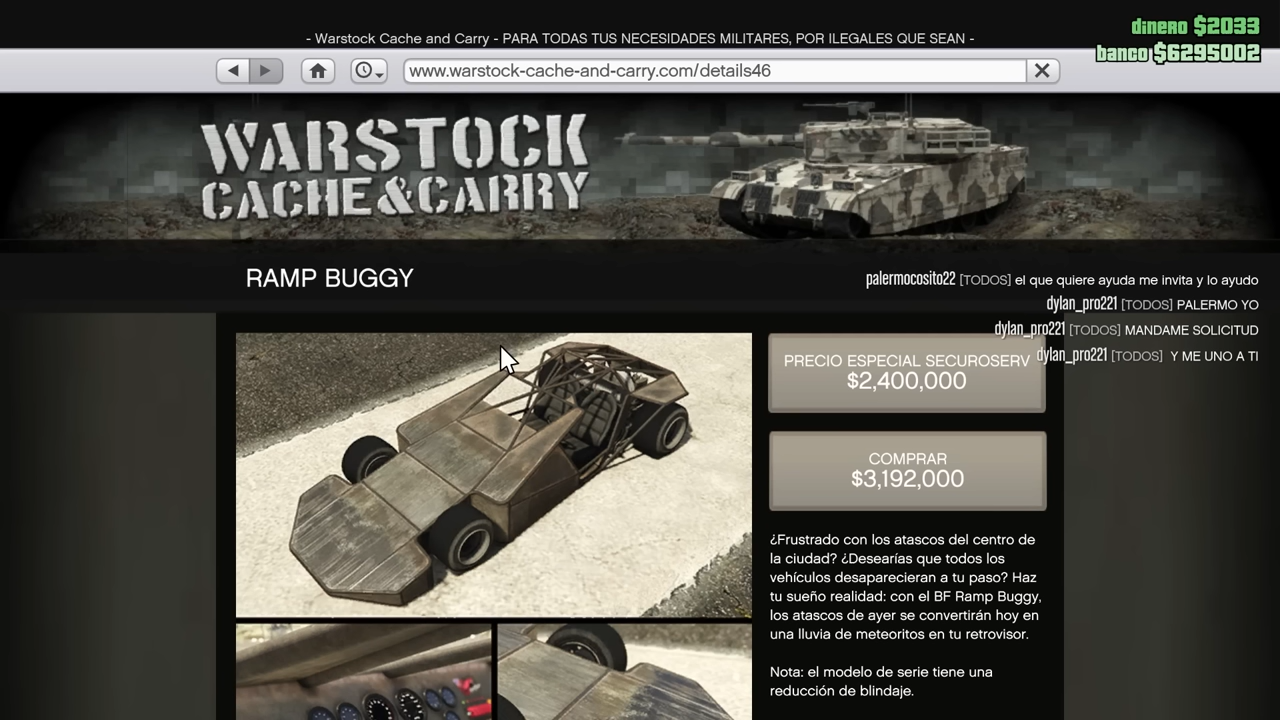 dinero $2033
- Warstock Cache and Carry - PARA TODAS TUS NECESIDADES MILITARES, POR ILEGALES QUE SEAN -
banco $6295002
www.warstock-cache-and-carry.com/details46
WARSTOCK
CACHE&CARRY
RAMP BUGGY
palermocosito22 [TODOS] el que quiere ayuda me invita y lo ayudo
dylan_pro221 [TODOS] PALERMO YO
dylan_pro221 [TODOS] MANDAME SOLICITUD
dylan_pro221 [TODOS] Y ME UNO A TI
PRECIO ESPECIAL SECUROSERV
$2,400,000
COMPRAR
$3,192,000
¿Frustrado con los atascos del centro de
la ciudad? ¿Desearías que todos los
vehículos desaparecieran a tu paso? Haz
tu sueño realidad: con el BF Ramp Buggy,
los atascos de ayer se convertirán hoy en
una lluvia de meteoritos en tu retrovisor.
Nota: el modelo de serie tiene una
reducción de blindaje.